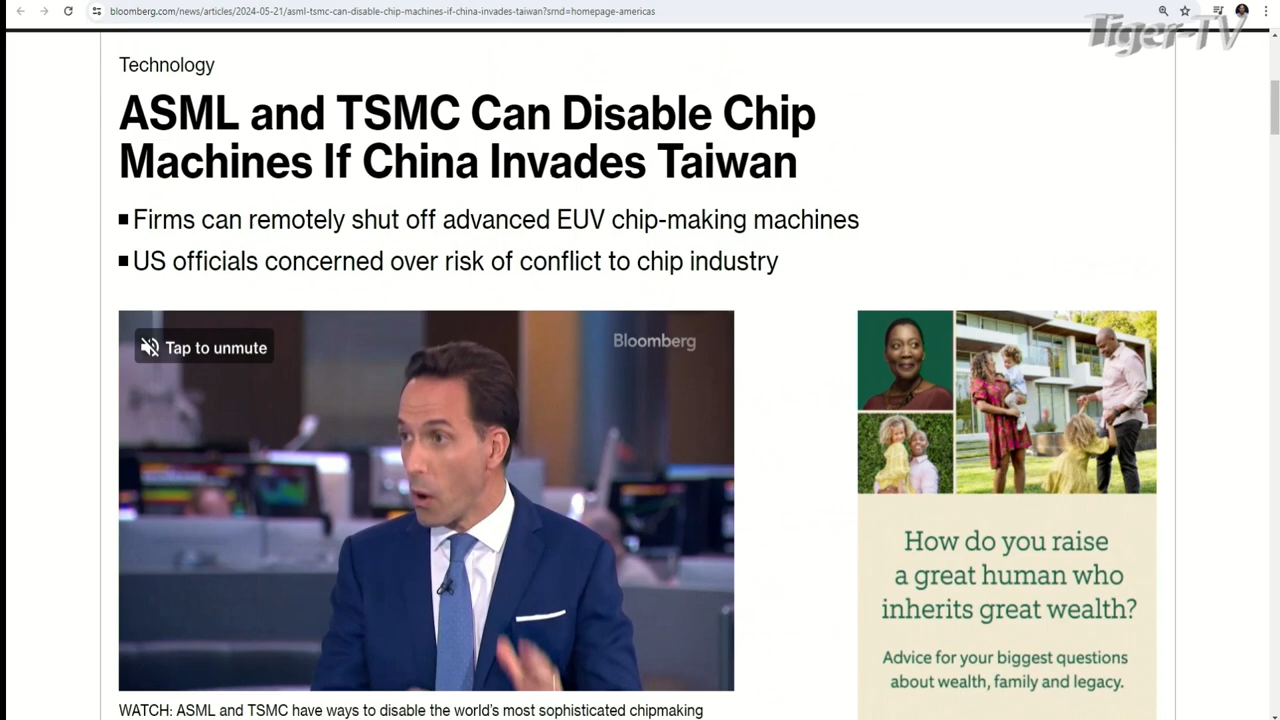 bloomberg.com/news/articles/2024-05-21/asml-tsmc-can-disable-chip-machines-if-china-invades-taiwan?srnd=homepage-americas
Tiger-TV
Technology
ASML and TSMC Can Disable Chip
Machines If China Invades Taiwan
Firms can remotely shut off advanced EUV chip-making machines
US officials concerned over risk of conflict to chip industry
Tap to unmute
Bloomberg
WATCH: ASML and TSMC have ways to disable the world's most sophisticated chipmaking
How do you raise
a great human who
inherits great wealth?
Advice for your biggest questions
about wealth, family and legacy.